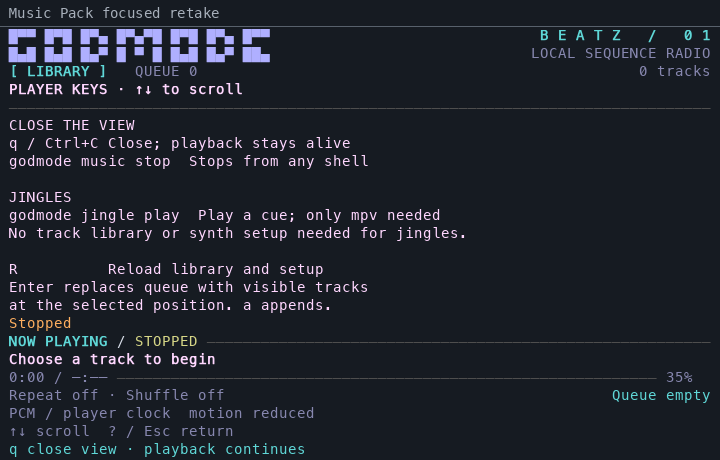 Music Pack focused retake
GODMODE
B E A T Z / 0 1
LOCAL SEQUENCE RADIO
[ LIBRARY ] QUEUE 0
0 tracks
PLAYER KEYS · ↑↓ to scroll
CLOSE THE VIEW
q / Ctrl+C Close; playback stays alive
godmode music stop Stops from any shell
JINGLES
godmode jingle play Play a cue; only mpv needed
No track library or synth setup needed for jingles.
R Reload library and setup
Enter replaces queue with visible tracks
at the selected position. a appends.
Stopped
NOW PLAYING / STOPPED
Choose a track to begin
0:00 / —:—— 35%
Repeat off · Shuffle off
Queue empty
PCM / player clock motion reduced
↑↓ scroll ? / Esc return
q close view · playback continues